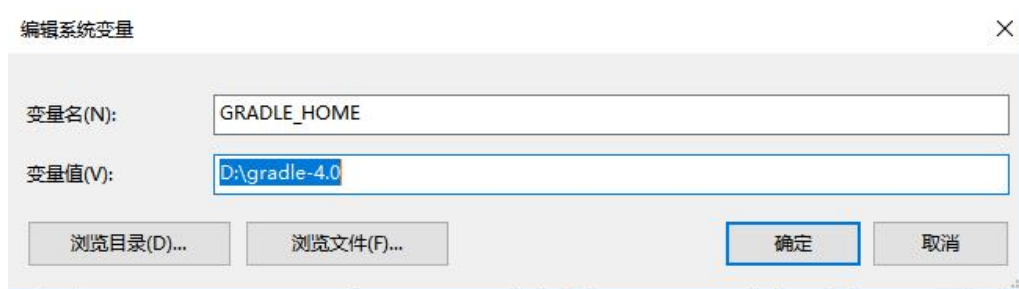 编辑系统变量
变量名(N): GRADLE_HOME
变量值(V): D:\gradle-4.0
浏览目录(D)... 浏览文件(F)... 确定 取消